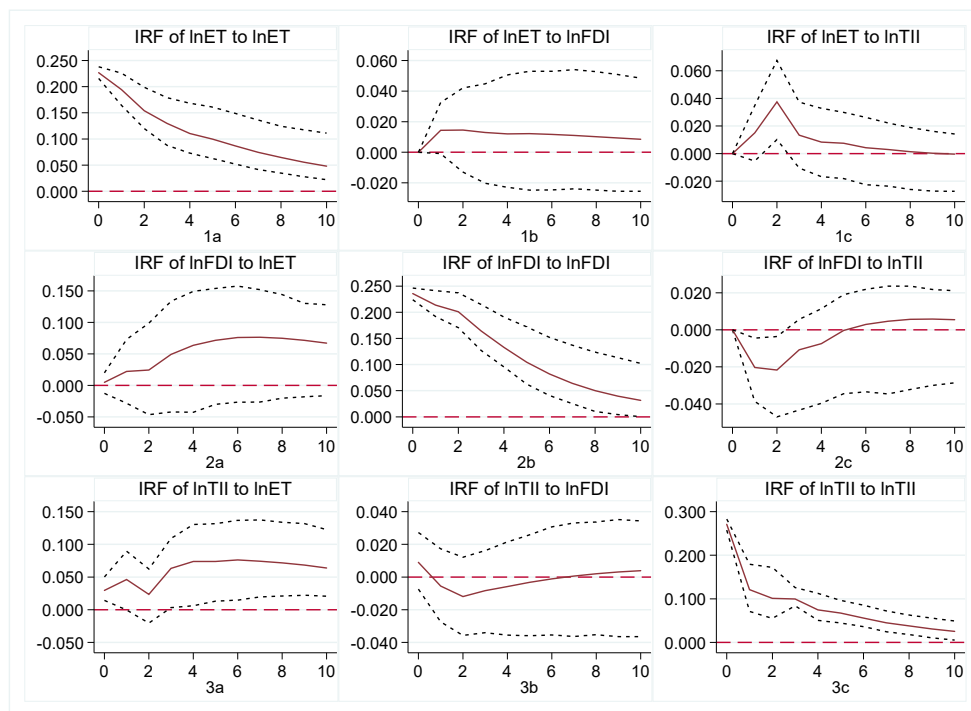 IRF of lnET to lnET
0.250
0.200
0.150
0.100
0.050
0.000
0 2 4 6 8 10
1a
IRF of lnET to lnFDI
0.060
0.040
0.020
0.000
-0.020
0 2 4 6 8 10
1b
IRF of lnET to lnTII
0.060
0.040
0.020
0.000
-0.020
0 2 4 6 8 10
1c
IRF of lnFDI to lnET
0.150
0.100
0.050
0.000
-0.050
0 2 4 6 8 10
2a
IRF of lnFDI to lnFDI
0.250
0.200
0.150
0.100
0.050
0.000
0 2 4 6 8 10
2b
IRF of lnFDI to lnTII
0.020
0.000
-0.020
-0.040
0 2 4 6 8 10
2c
IRF of lnTII to lnET
0.150
0.100
0.050
0.000
-0.050
0 2 4 6 8 10
3a
IRF of lnTII to lnFDI
0.040
0.020
0.000
-0.020
-0.040
0 2 4 6 8 10
3b
IRF of lnTII to lnTII
0.300
0.200
0.100
0.000
0 2 4 6 8 10
3c